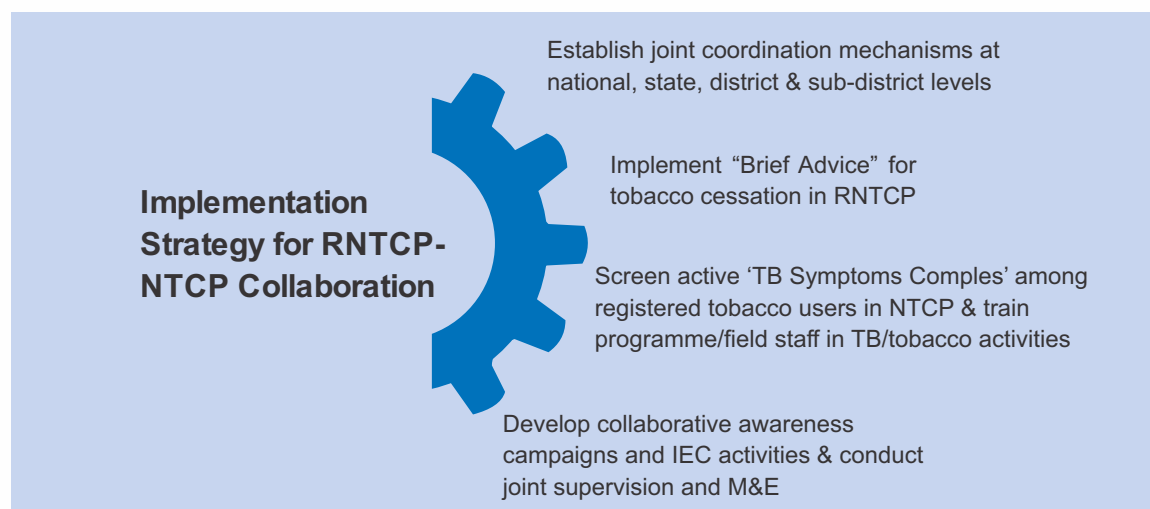 Establish joint coordination mechanisms at
national, state, district & sub-district levels
Implement “Brief Advice” for
tobacco cessation in RNTCP
Implementation
Strategy for RNTCP-
NTCP Collaboration
Screen active ‘TB Symptoms Comples’ among
registered tobacco users in NTCP & train
programme/field staff in TB/tobacco activities
Develop collaborative awareness
campaigns and IEC activities & conduct
joint supervision and M&E